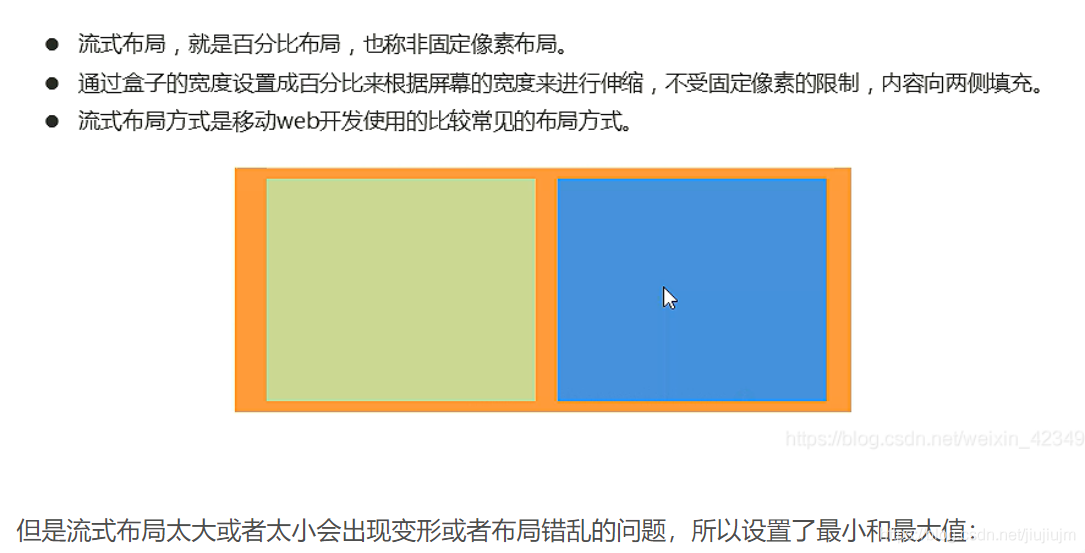 流式布局，就是百分比布局，也称非固定像素布局。
通过盒子的宽度设置成百分比来根据屏幕的宽度来进行伸缩，不受固定像素的限制，内容向两侧填充。
流式布局方式是移动web开发使用的比较常见的布局方式。
https://blog.csdn.net/weixin_42349
但是流式布局太大或者太小会出现变形或者布局错乱的问题，所以设置了最小和最大值：
https://blog.csdn.net/jiujiujm